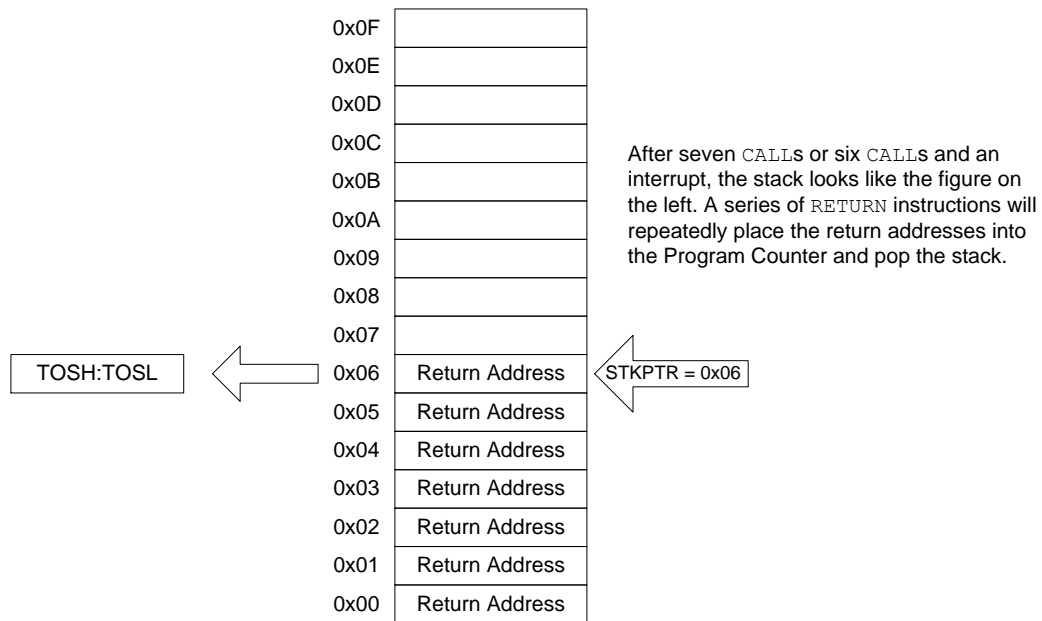 0x0F
0x0E
0x0D
0x0C
0x0B
0x0A
0x09
0x08
0x07
After seven CALLs or six CALLs and an
interrupt, the stack looks like the figure on
the left. A series of RETURN instructions will
repeatedly place the return addresses into
the Program Counter and pop the stack.
TOSH:TOSL 0x06 Return Address STKPTR = 0x06
0x05 Return Address
0x04 Return Address
0x03 Return Address
0x02 Return Address
0x01 Return Address
0x00 Return Address